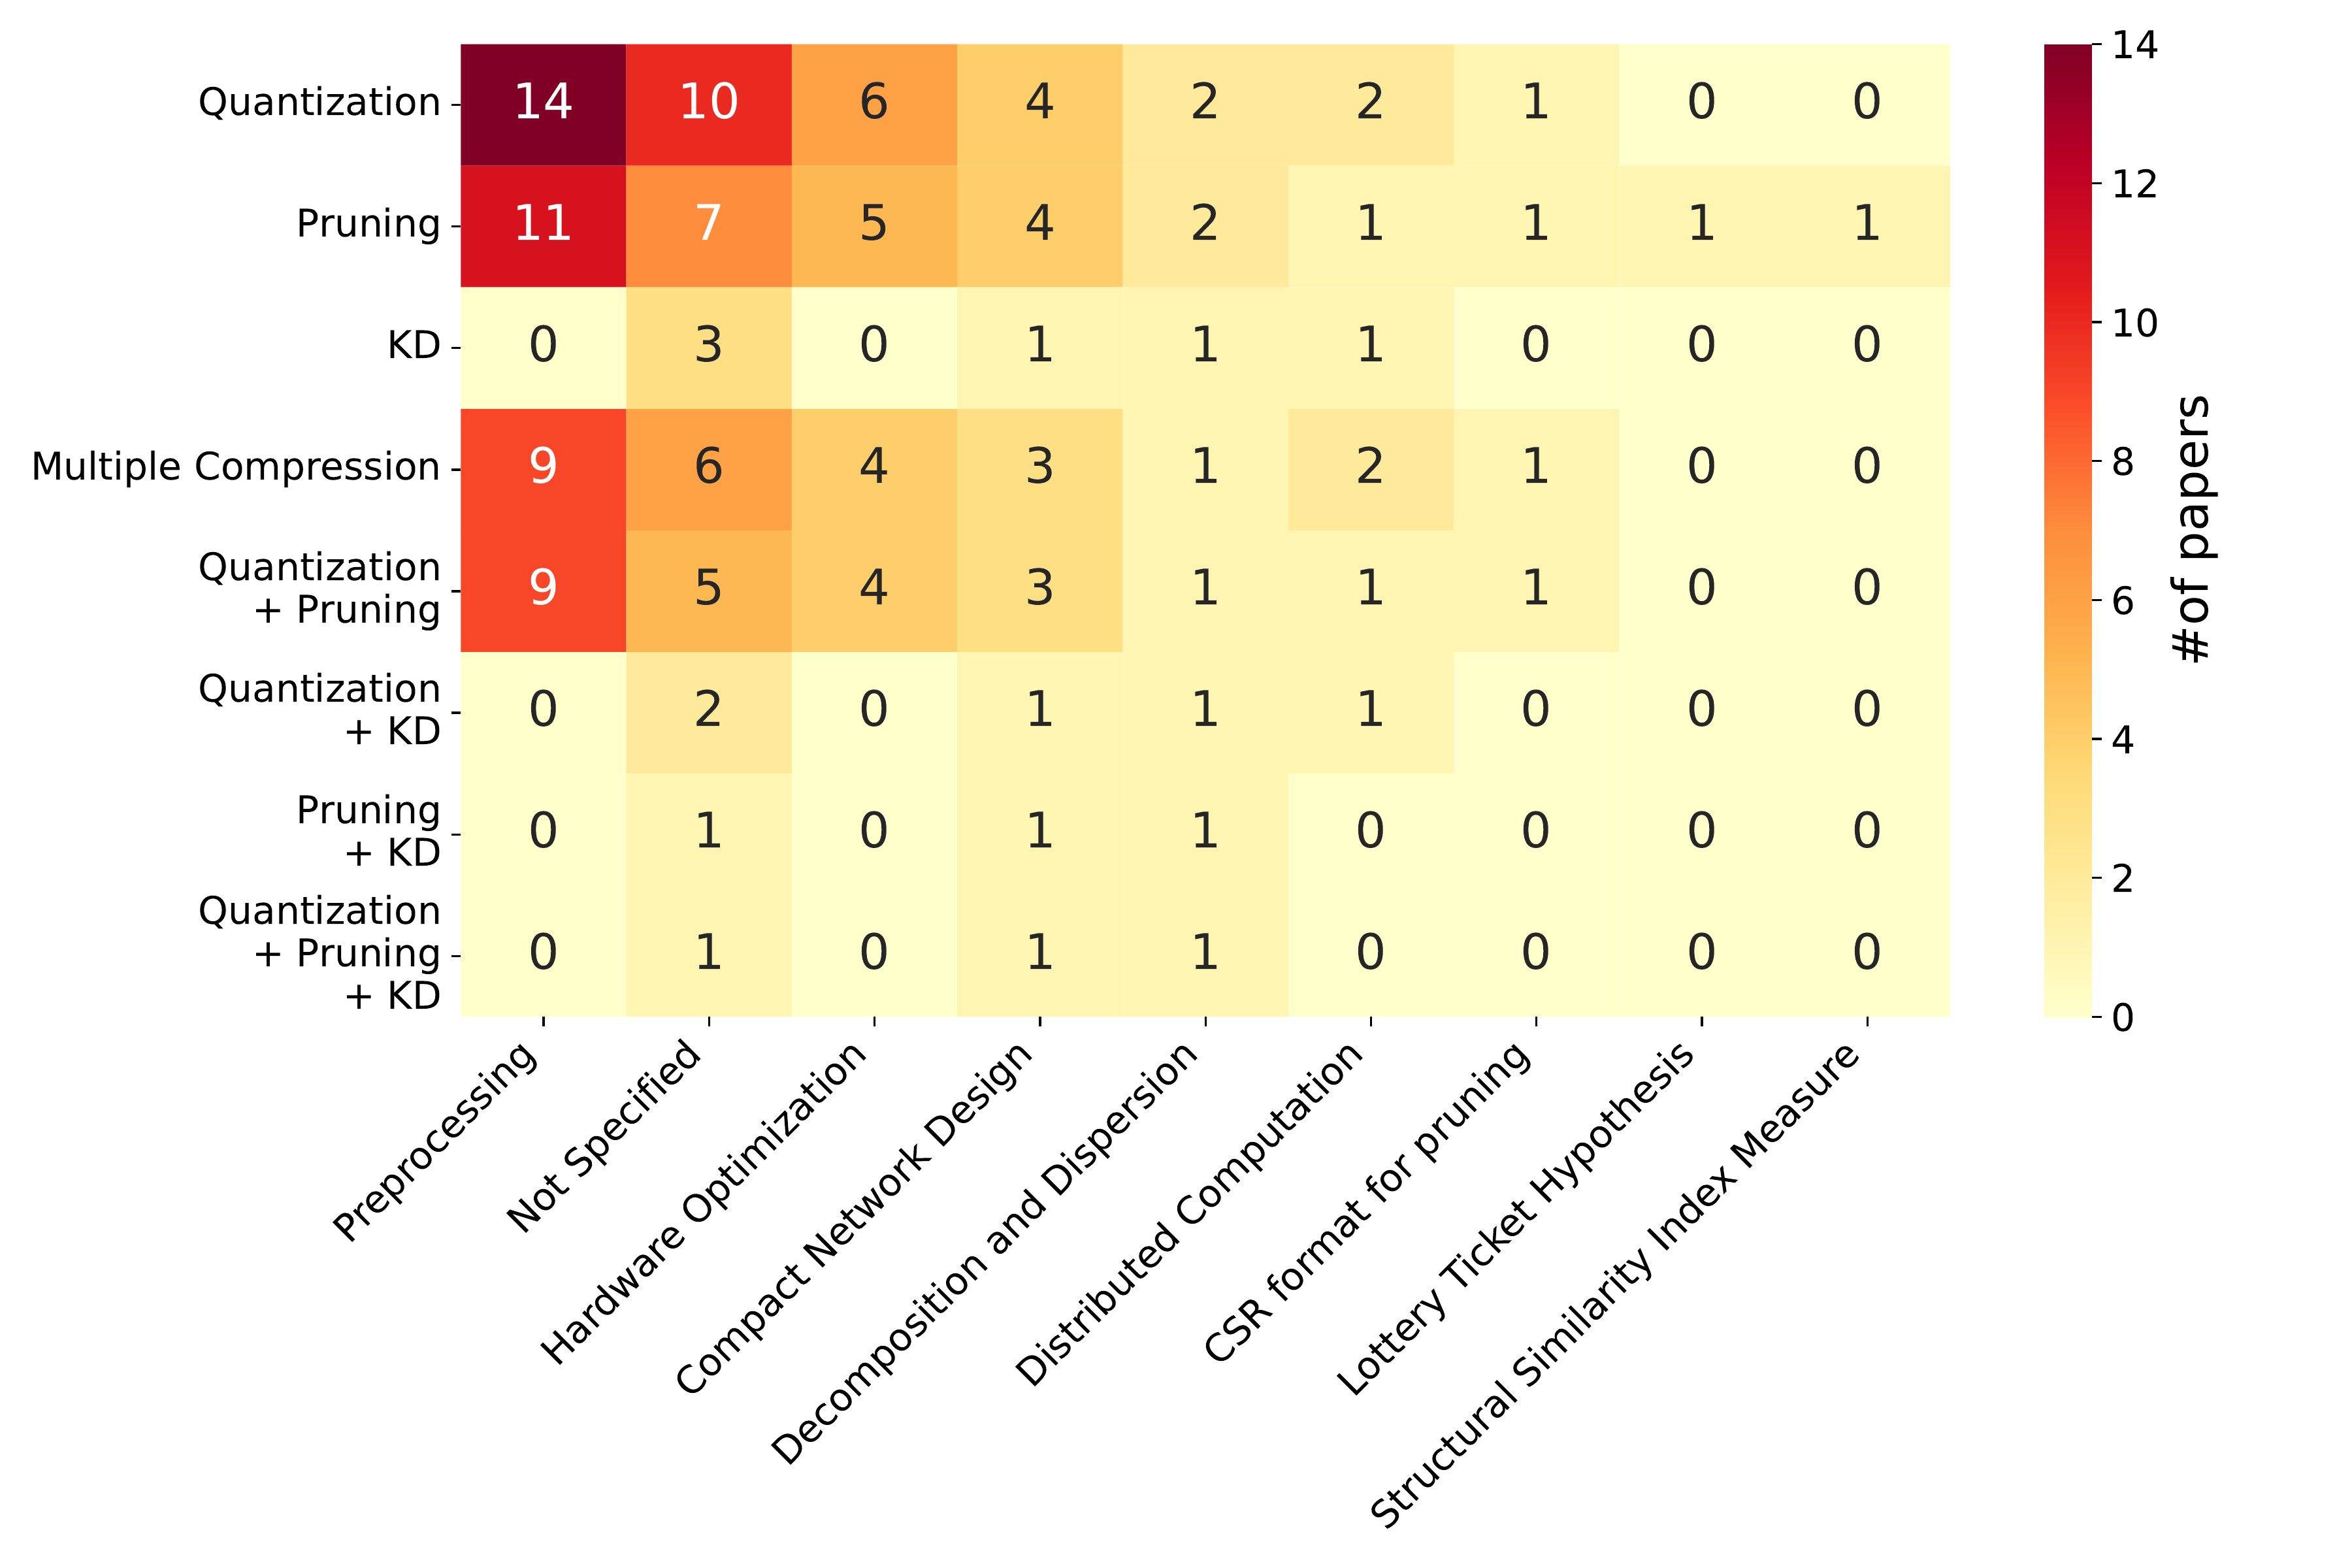 Quantization 14 10 6 4 2 2 1 0 0
Pruning 11 7 5 4 2 1 1 1 1
KD 0 3 0 1 1 1 0 0 0
Multiple Compression 9 6 4 3 1 2 1 0 0
Quantization
+ Pruning 9 5 4 3 1 1 1 0 0
Quantization
+ KD 0 2 0 1 1 1 0 0 0
Pruning
+ KD 0 1 0 1 1 0 0 0 0
Quantization
+ Pruning
+ KD 0 1 0 1 1 0 0 0 0
Preprocessing
Not Specified
Hardware Optimization
Compact Network Design
Decomposition and Dispersion
Distributed Computation
CSR format for pruning
Lottery Ticket Hypothesis
Structural Similarity Index Measure
14
12
10
8
6
4
2
0
#of papers